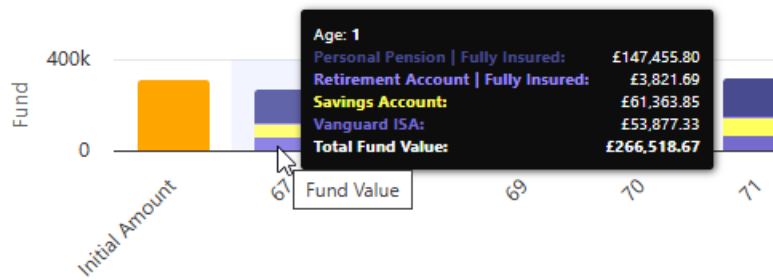 Age: 1
Personal Pension | Fully Insured: £147,455.80
Retirement Account | Fully Insured: £3,821.69
Savings Account: £61,363.85
Vanguard ISA: £53,877.33
Total Fund Value: £266,518.67
400k
Fund
0
Initial Amount
67
69
70
71
Fund Value